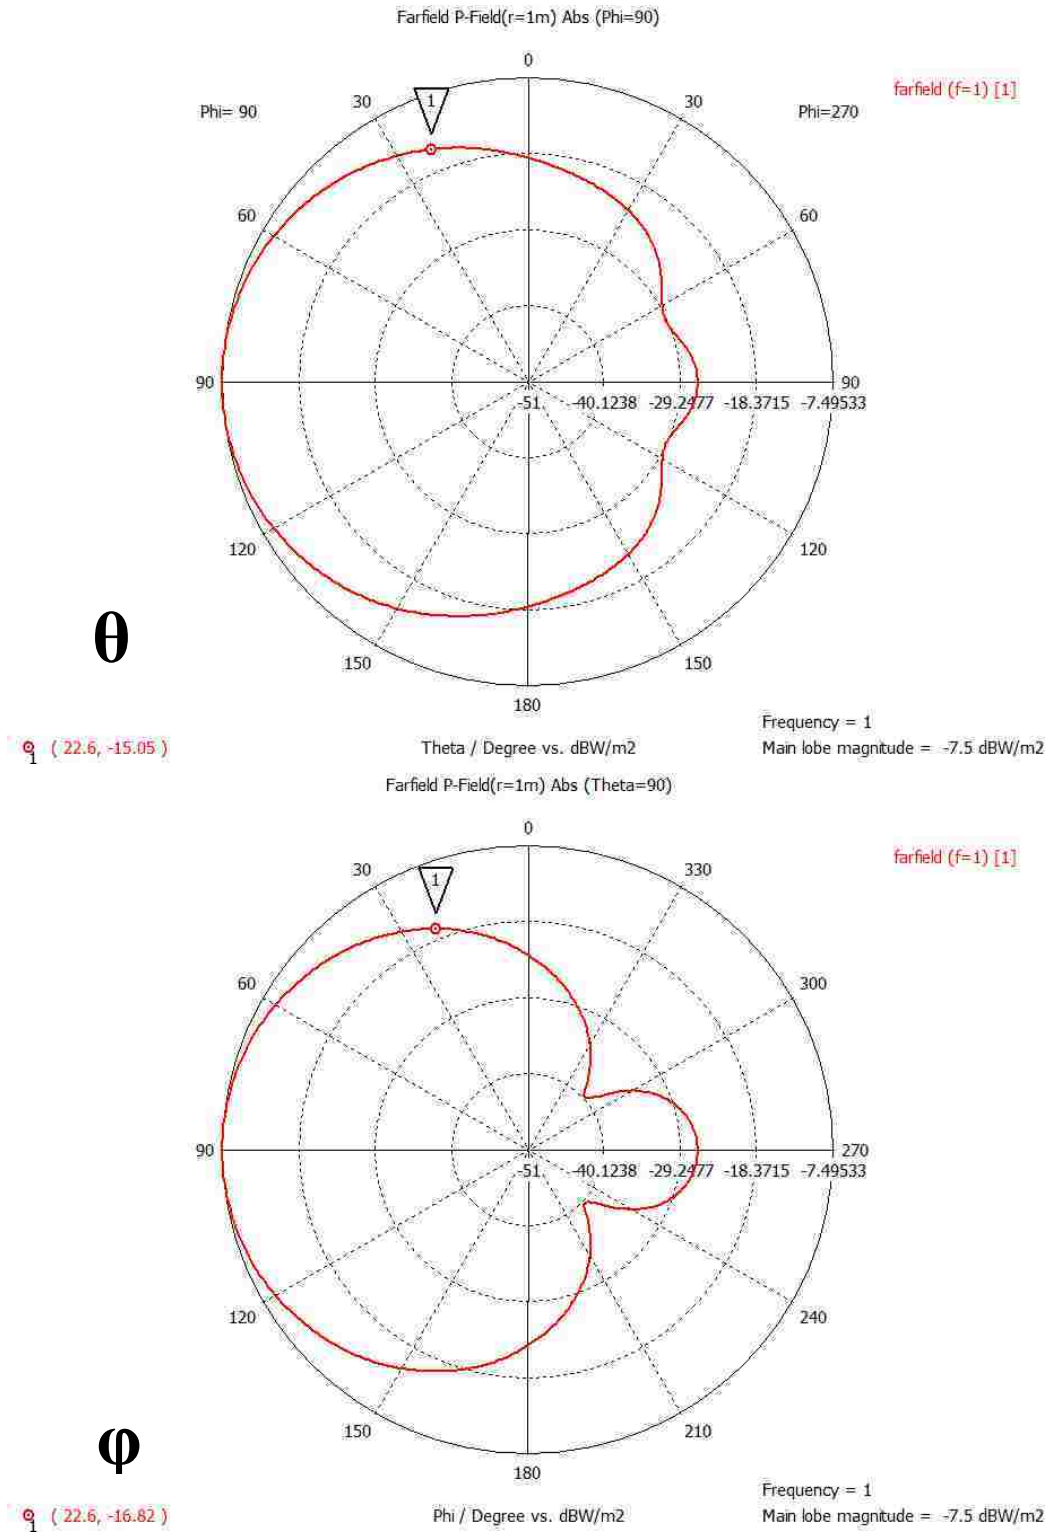 Farfield P-Field(r=1m) Abs (Phi=90)
0
farfield (f=1) [1]
30
1
30
Phi= 90
Phi=270
60
60
90
90
-51.
-40.1238
-29.2477
-18.3715
-7.49533
120
120
θ
150
150
180
Frequency = 1
1 ( 22.6, -15.05 )
Theta / Degree vs. dBW/m2
Main lobe magnitude = -7.5 dBW/m2
Farfield P-Field(r=1m) Abs (Theta=90)
0
farfield (f=1) [1]
30
1
330
60
300
90
270
-51.
-40.1238
-29.2477
-18.3715
-7.49533
120
240
φ
150
210
180
Frequency = 1
1 ( 22.6, -16.82 )
Phi / Degree vs. dBW/m2
Main lobe magnitude = -7.5 dBW/m2